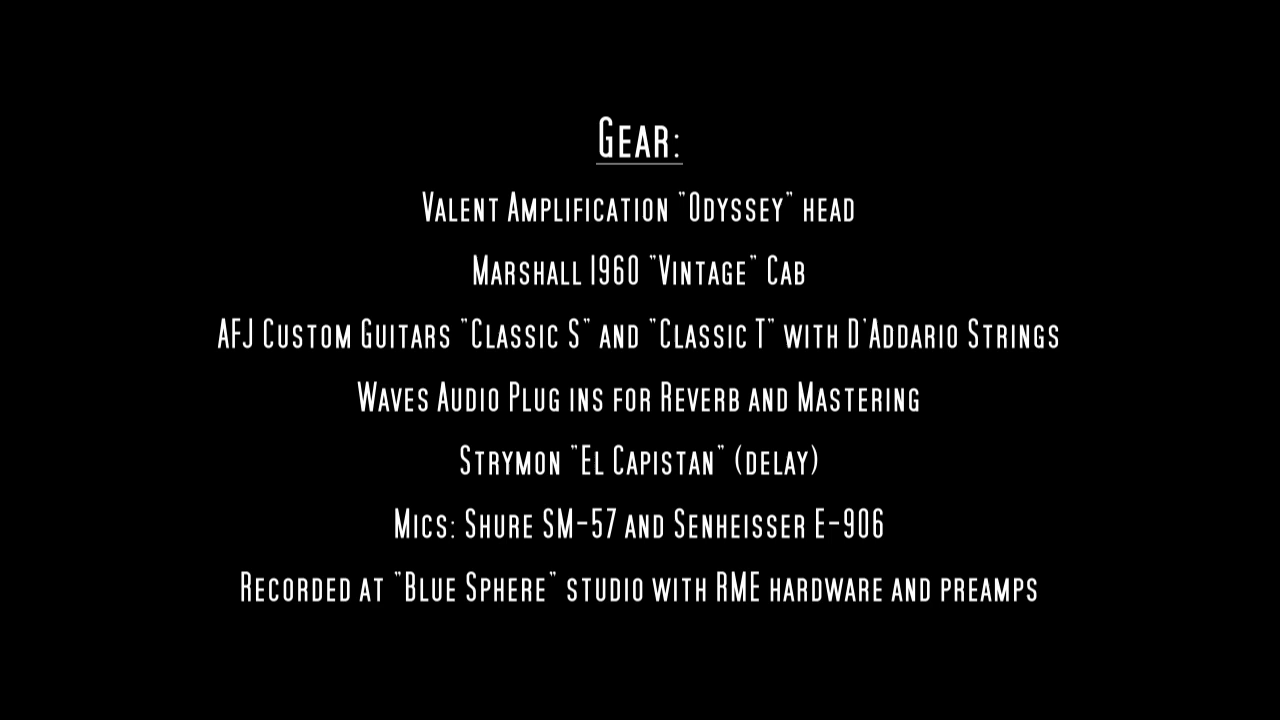 Gear:
Valent Amplification "Odyssey" head
Marshall 1960 "Vintage" Cab
AFJ Custom Guitars "Classic S" and "Classic T" with D'Addario Strings
Waves Audio Plug ins for Reverb and Mastering
Strymon "El Capistan" (delay)
Mics: Shure SM-57 and Senheisser E-906
Recorded at "Blue Sphere" studio with RME hardware and preamps